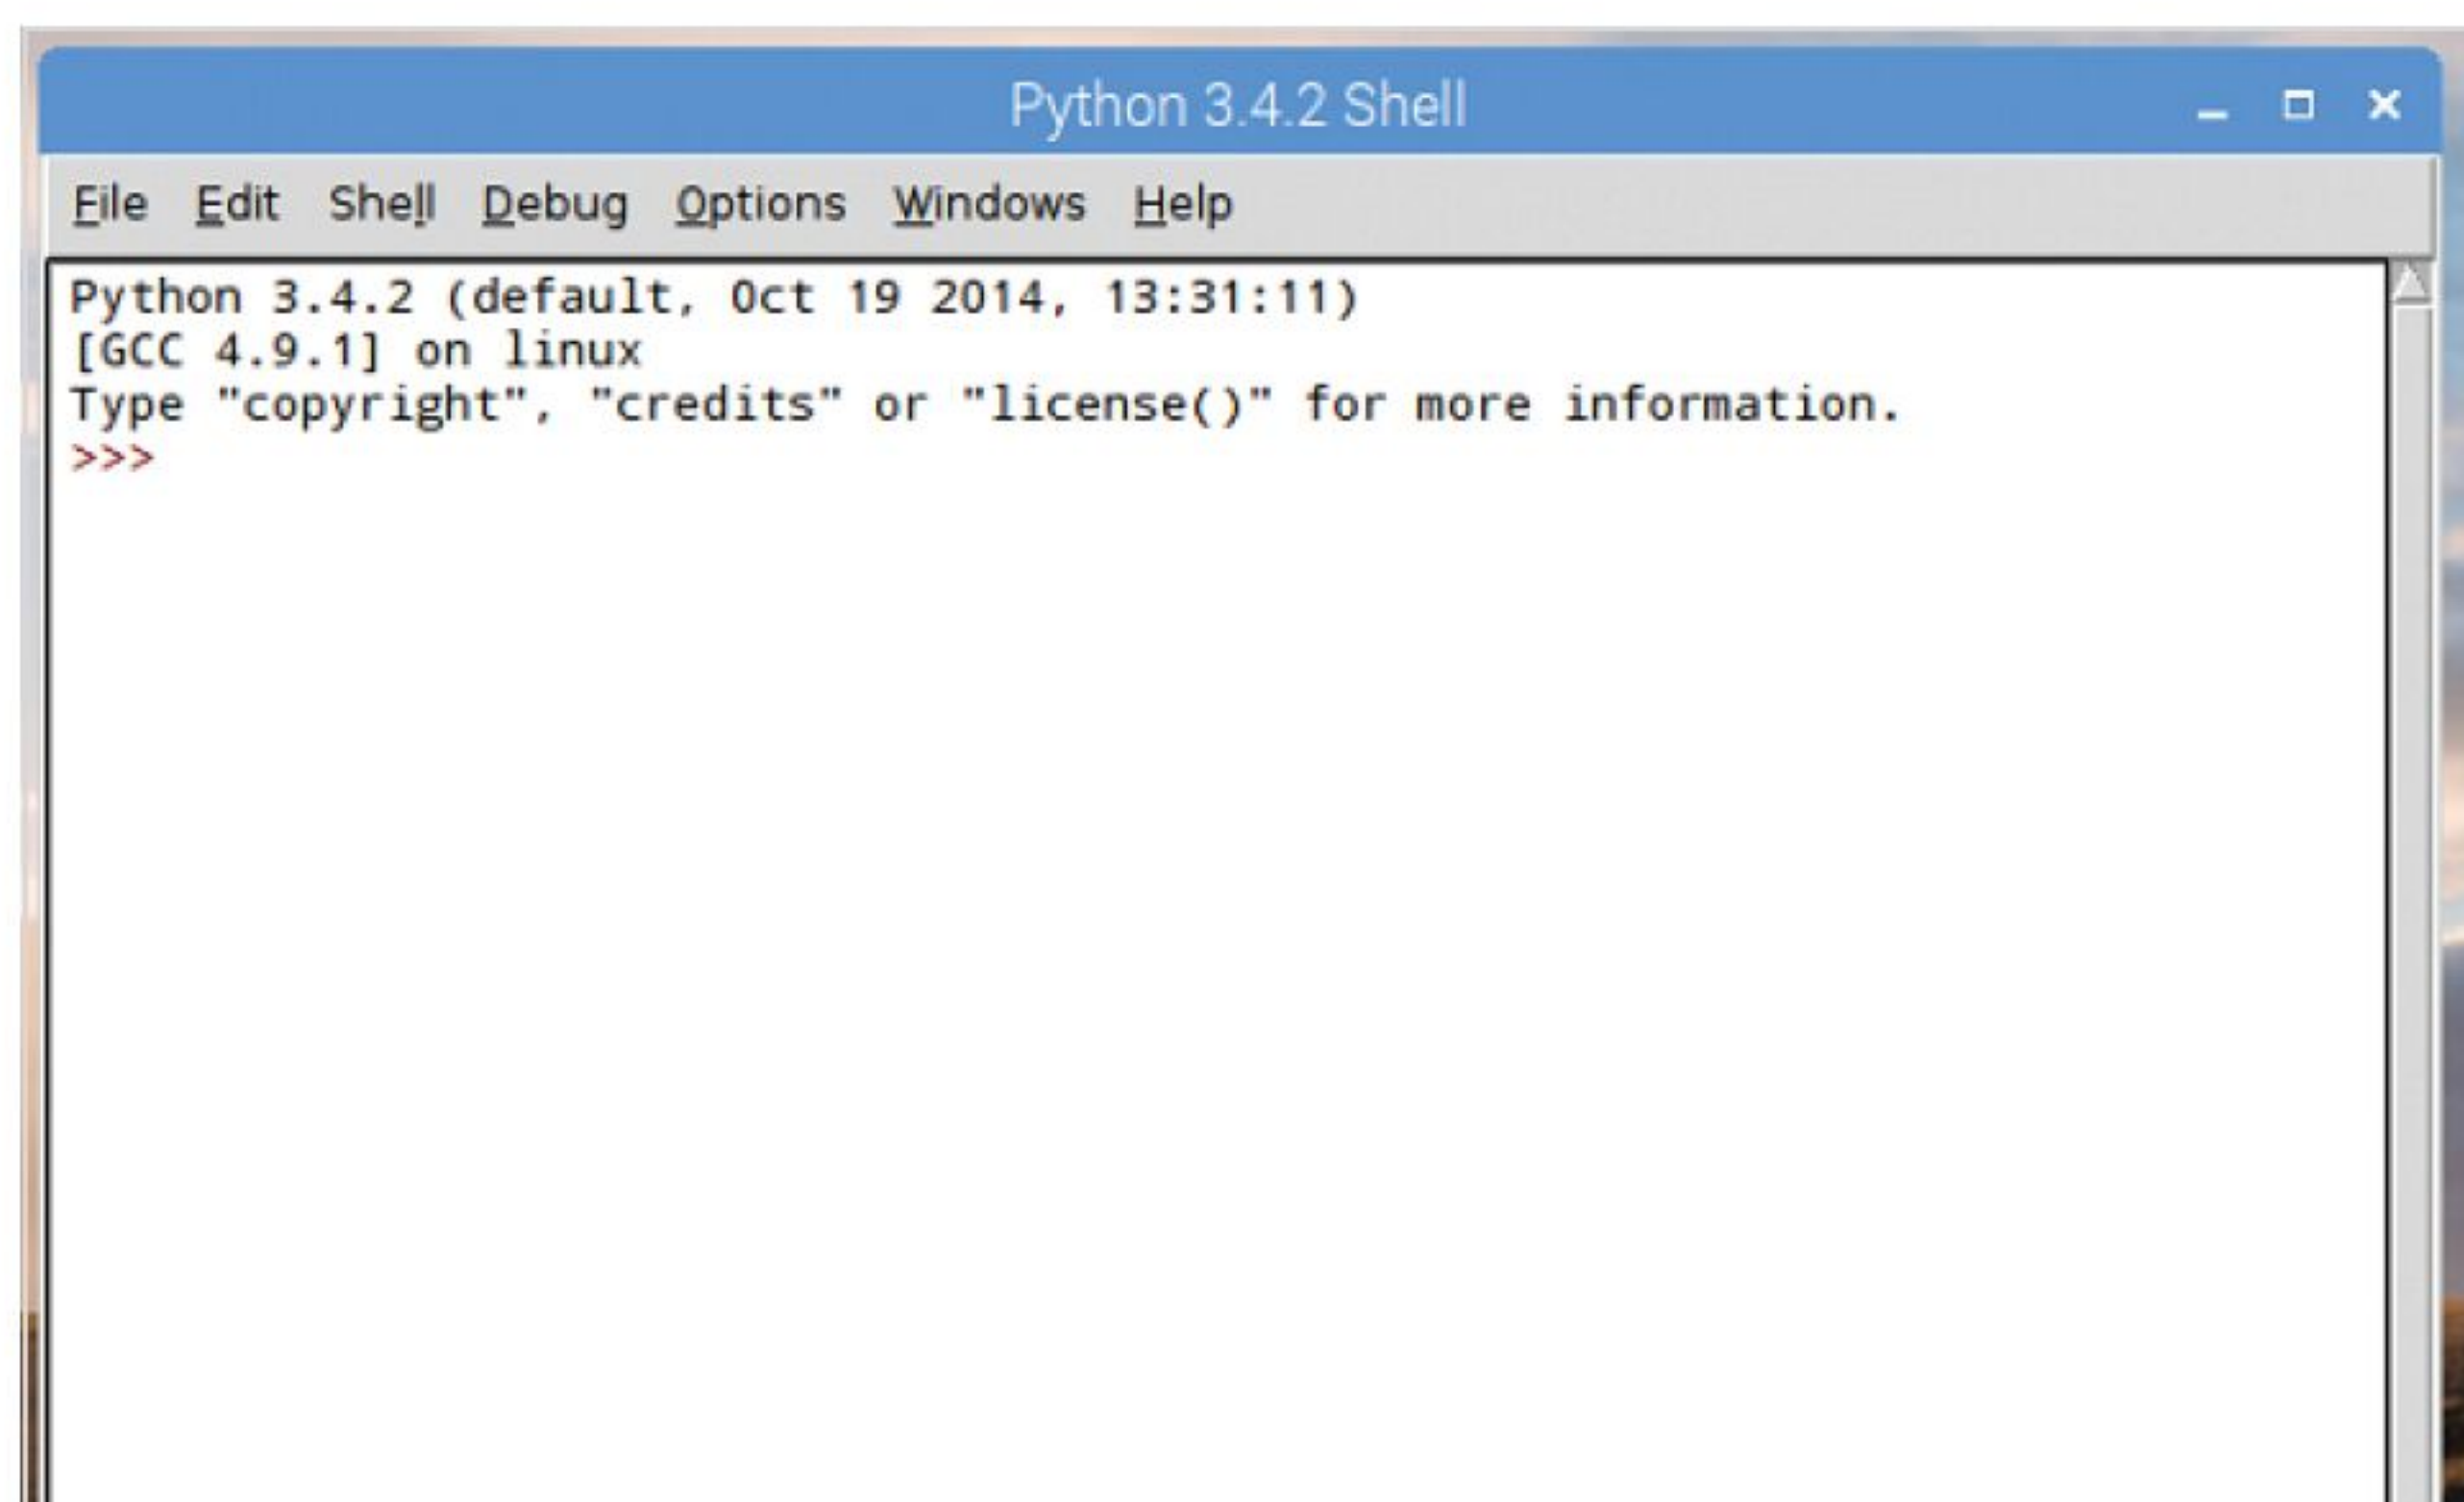 Python 3.4.2 Shell
File Edit Shell Debug Options Windows Help
Python 3.4.2 (default, Oct 19 2014, 13:31:11)
[GCC 4.9.1] on linux
Type "copyright", "credits" or "license()" for more information.
>>>